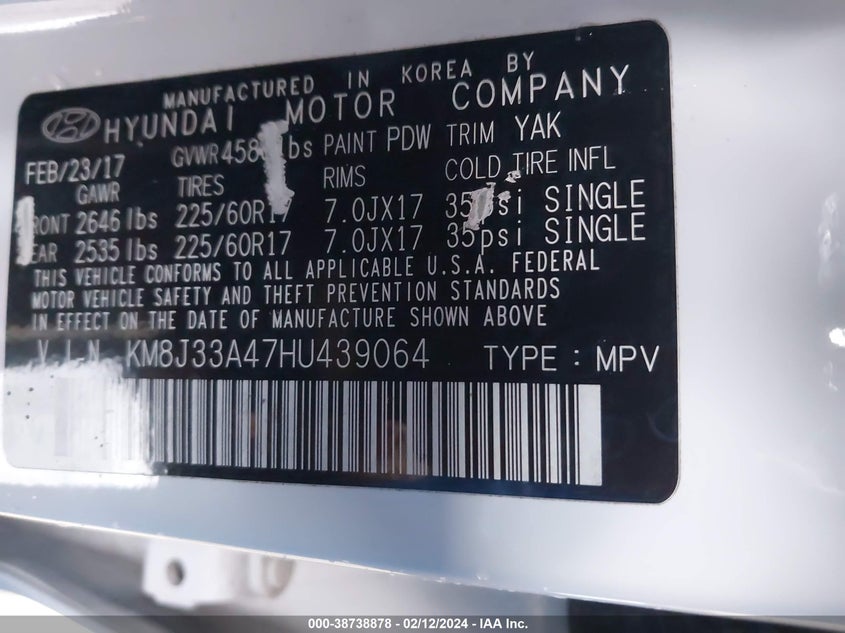 MANUFACTURED IN KOREA BY
HYUNDAI MOTOR COMPANY
FEB/23/17 GVWR lbs PAINT PDW TRIM YAK
GAWR TIRES RIMS COLD TIRE INFL
2646 lbs 225/60R17 7.0JX17 SINGLE
2535 lbs 225/60R17 7.0JX17 35psi SINGLE
THIS VEHICLE CONFORMS TO ALL APPLICABLE U.S.A. FEDERAL
MOTOR VEHICLE SAFETY AND THEFT PREVENTION STANDARDS
IN EFFECT ON THE DATE OF MANUFACTURE SHOWN ABOVE
V I N KM8J33A47HU439064 TYPE : MPV
000-38738878 - 02/12/2024 - IAA Inc.